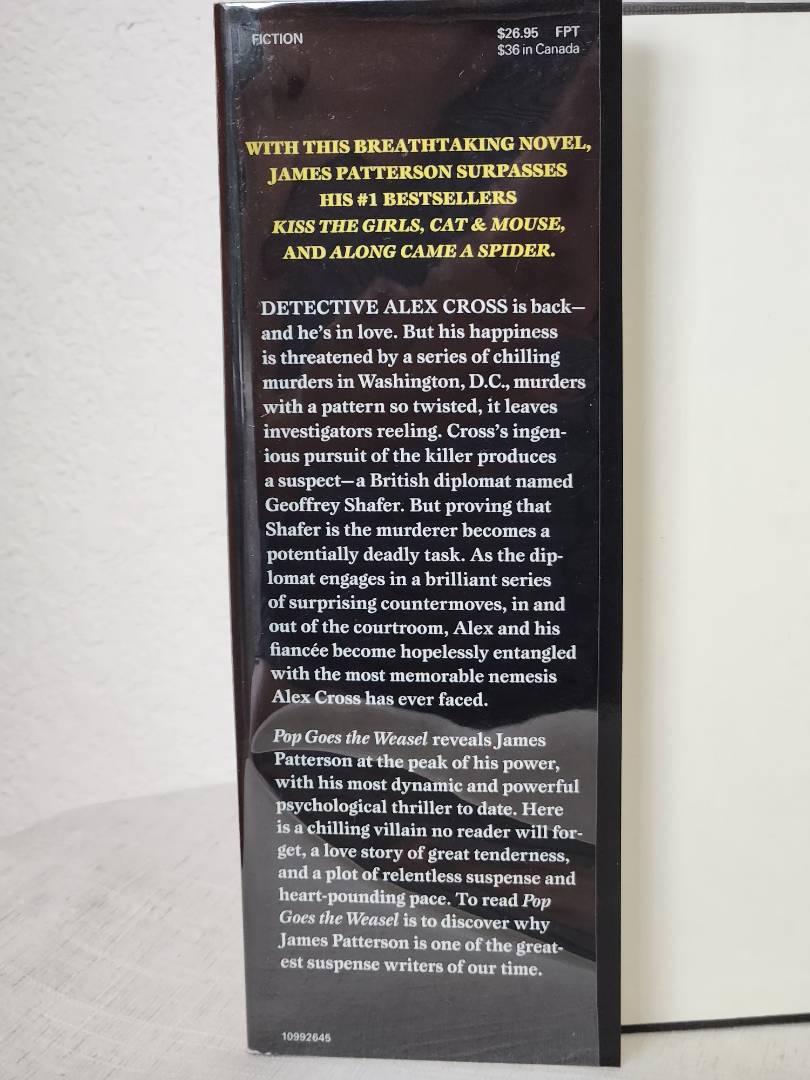 FICTION
$26.95 FPT
$36 in Canada
WITH THIS BREATHTAKING NOVEL,
JAMES PATTERSON SURPASSES
HIS #1 BESTSELLERS
KISS THE GIRLS, CAT & MOUSE,
AND ALONG CAME A SPIDER.
DETECTIVE ALEX CROSS is back—
and he's in love. But his happiness
is threatened by a series of chilling
murders in Washington, D.C., murders
with a pattern so twisted, it leaves
investigators reeling. Cross's ingen-
ious pursuit of the killer produces
a suspect—a British diplomat named
Geoffrey Shafer. But proving that
Shafer is the murderer becomes a
potentially deadly task. As the dip-
lomat engages in a brilliant series
of surprising countermoves, in and
out of the courtroom, Alex and his
fiancée become hopelessly entangled
with the most memorable nemesis
Alex Cross has ever faced.
Pop Goes the Weasel reveals James
Patterson at the peak of his power,
with his most dynamic and powerful
psychological thriller to date. Here
is a chilling villain no reader will for-
get, a love story of great tenderness,
and a plot of relentless suspense and
heart-pounding pace. To read Pop
Goes the Weasel is to discover why
James Patterson is one of the great-
est suspense writers of our time.
10992645